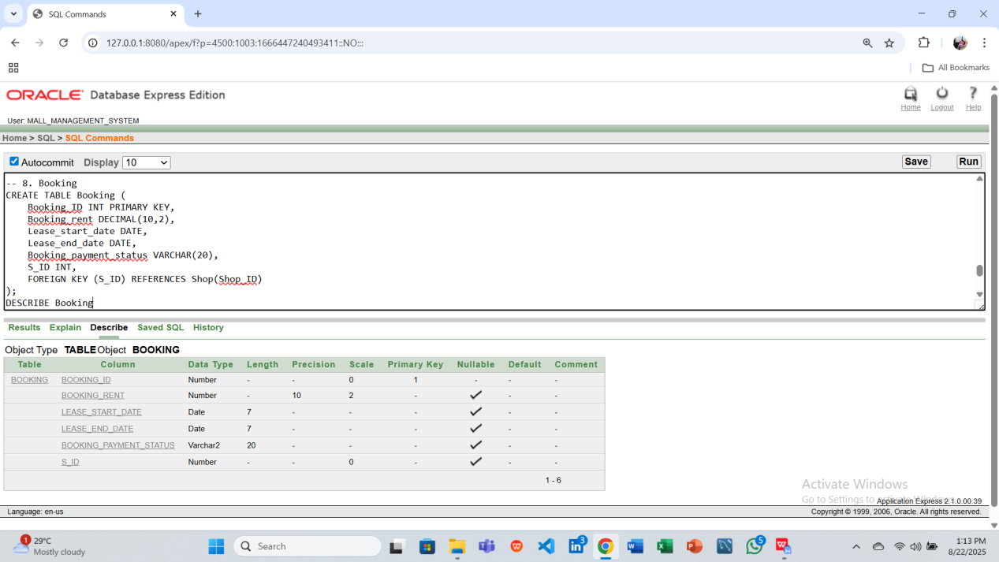 SQL Commands
127.0.0.1:8080/apex/f?p=4500:1003:1666447240493411::NO:::
All Bookmarks
ORACLE Database Express Edition
Home Logout Help
User: MALL_MANAGEMENT_SYSTEM
Home > SQL > SQL Commands
Autocommit Display 10 Save Run
-- 8. Booking
CREATE TABLE Booking (
    Booking_ID INT PRIMARY KEY,
    Booking_rent DECIMAL(10,2),
    Lease_start_date DATE,
    Lease_end_date DATE,
    Booking_payment_status VARCHAR(20),
    S_ID INT,
    FOREIGN KEY (S_ID) REFERENCES Shop(Shop_ID)
);
DESCRIBE Booking
Results Explain Describe Saved SQL History
Object Type TABLE Object BOOKING
Table Column Data Type Length Precision Scale Primary Key Nullable Default Comment
BOOKING BOOKING_ID Number - - 0 1 - - -
BOOKING_RENT Number - 10 2 - ✓ - -
LEASE_START_DATE Date 7 - - - ✓ - -
LEASE_END_DATE Date 7 - - - ✓ - -
BOOKING_PAYMENT_STATUS Varchar2 20 - - - ✓ - -
S_ID Number - - 0 - ✓ - -
1 - 6
Activate Windows
Go to Settings to activate Windows.
Application Express 2.1.0.00.39
Language: en-us Copyright © 1999, 2006, Oracle. All rights reserved.
1 29°C
Mostly cloudy
Search
3
5
1:13 PM
8/22/2025